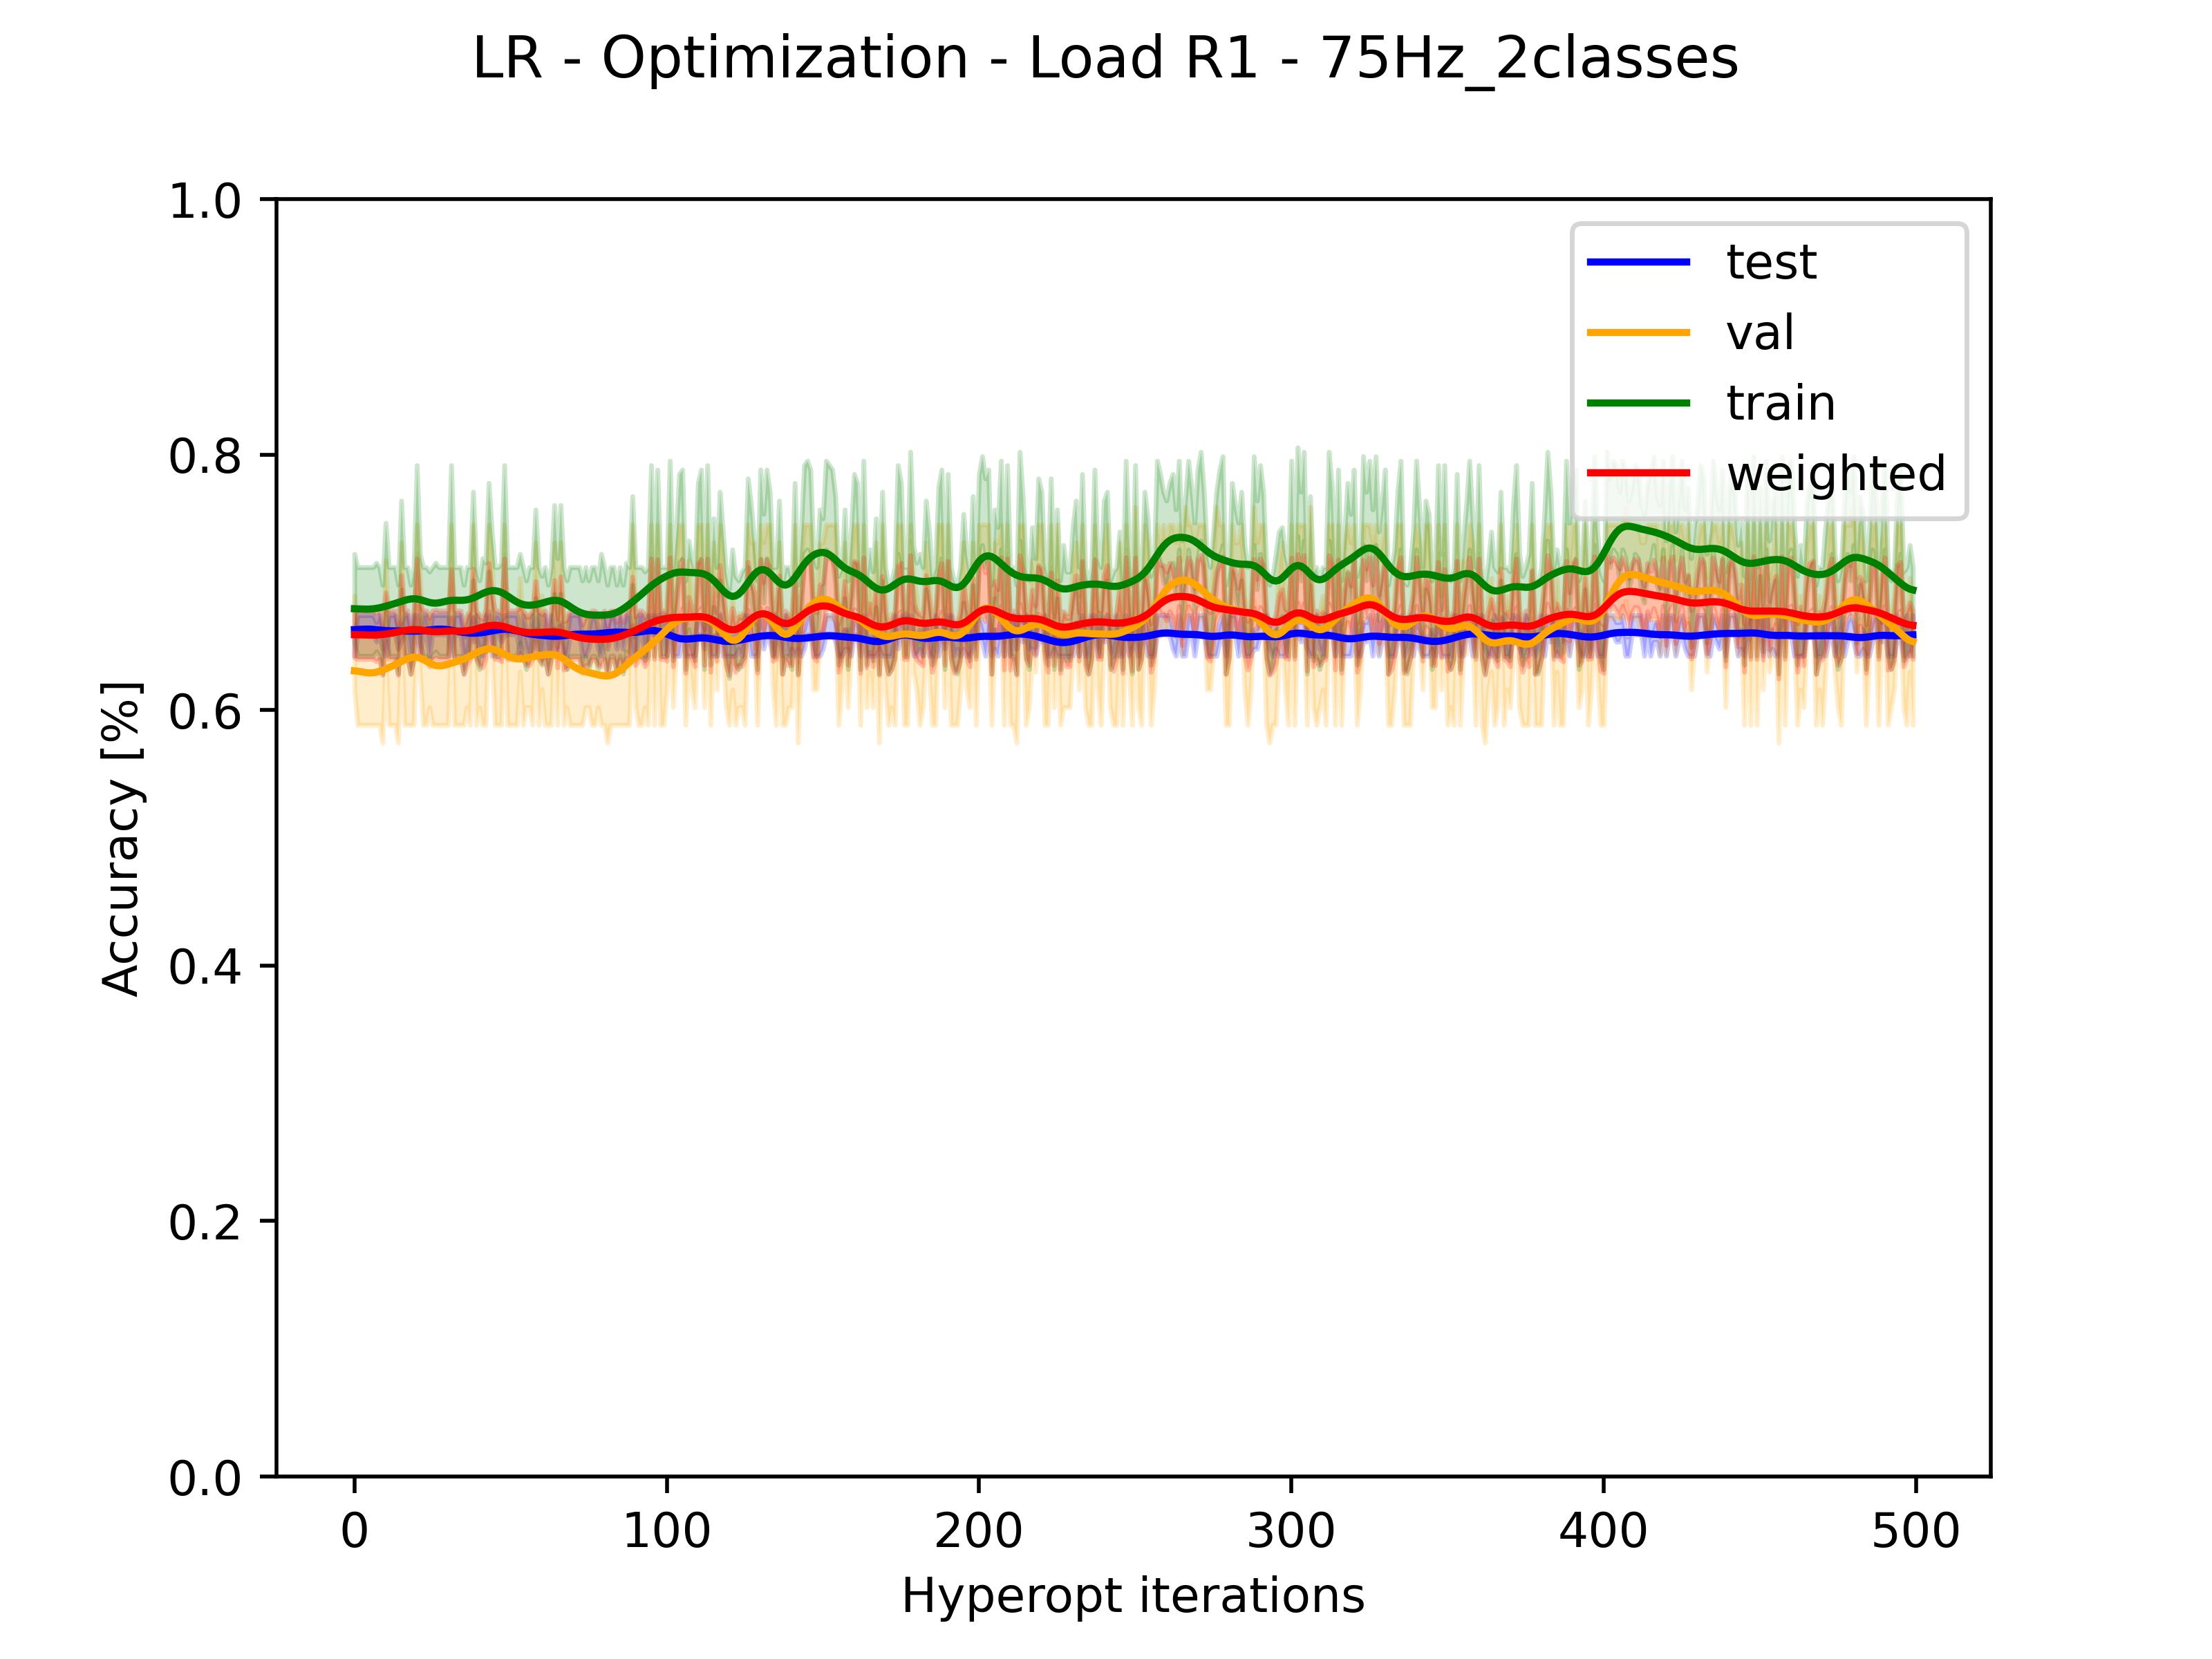 LR - Optimization - Load R1 - 75Hz_2classes
1.0
0.8
0.6
0.4
0.2
0.0
Accuracy [%]
test
val
train
weighted
0 100 200 300 400 500
Hyperopt iterations